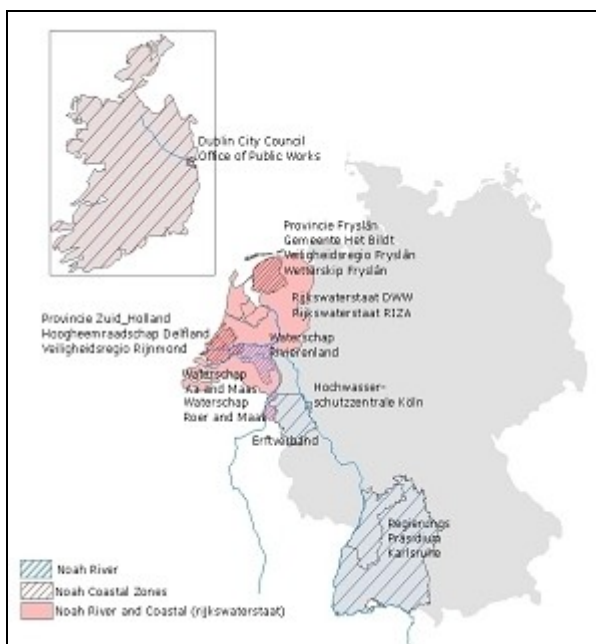 Dublin City Council
Office of Public Works
Provincie Fryslân
Gemeente Het Bildt
Veiligheidsregio Fryslân
Wetterskip Fryslân
Rijkswaterstaat DWW
Rijkswaterstaat RIZA
Provincie Zuid_Holland
Hoogheemraadschap Delfland
Veiligheidsregio Rijnmond
Waterschap
Rivierenland
Waterschap
Aa and Maas
Waterschap
Roer and Maas
Hochwasser-
schutzzentrale Köln
Erftverband
Regierungs
Präsidium
Karlsruhe
Noah River
Noah Coastal Zones
Noah River and Coastal (rijkswaterstaat)